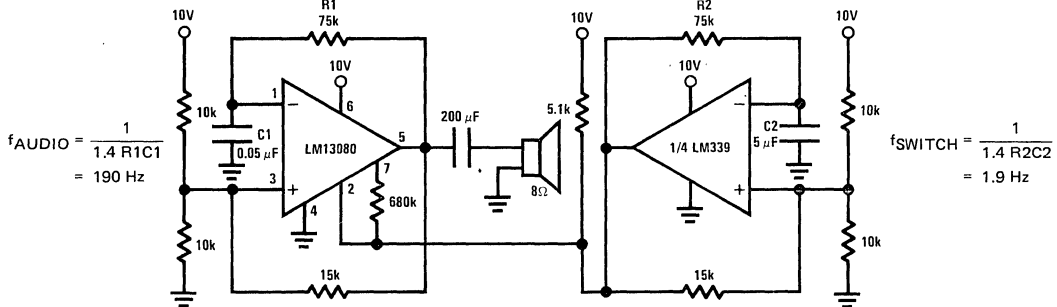 fAUDIO = 1 / 1.4 R1C1
= 190 Hz
10V
10k
10k
R1
75k
C1
0.05 µF
1
−
3
+
10V
6
LM13080
5
7
2
4
680k
15k
200 µF
8Ω
10V
5.1k
R2
75k
10V
1/4 LM339
−
+
C2
5 µF
15k
10V
10k
10k
fSWITCH = 1 / 1.4 R2C2
= 1.9 Hz